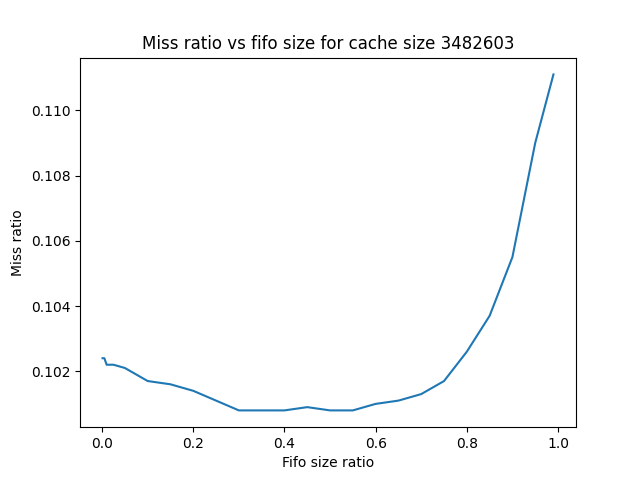 Miss ratio vs fifo size for cache size 3482603
Miss ratio
0.110
0.108
0.106
0.104
0.102
0.0 0.2 0.4 0.6 0.8 1.0
Fifo size ratio